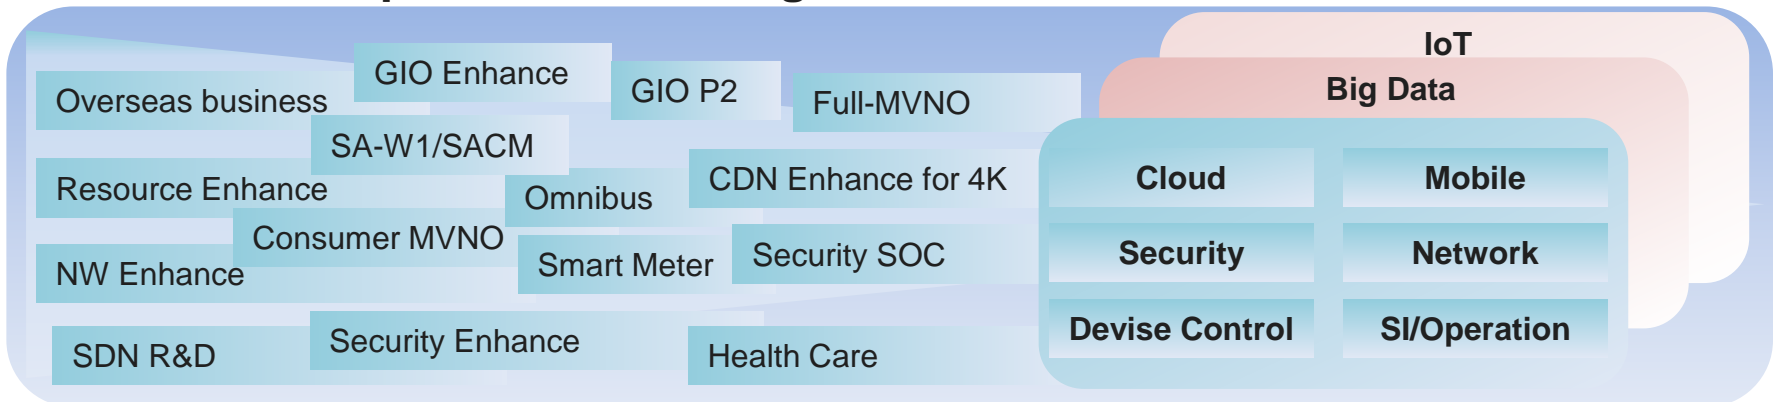 GIO Enhance
GIO P2
Full-MVNO
Overseas business
SA-W1/SACM
Resource Enhance
Omnibus
CDN Enhance for 4K
Consumer MVNO
NW Enhance
Smart Meter
Security SOC
SDN R&D
Security Enhance
Health Care
IoT
Big Data
Cloud
Mobile
Security
Network
Devise Control
SI/Operation